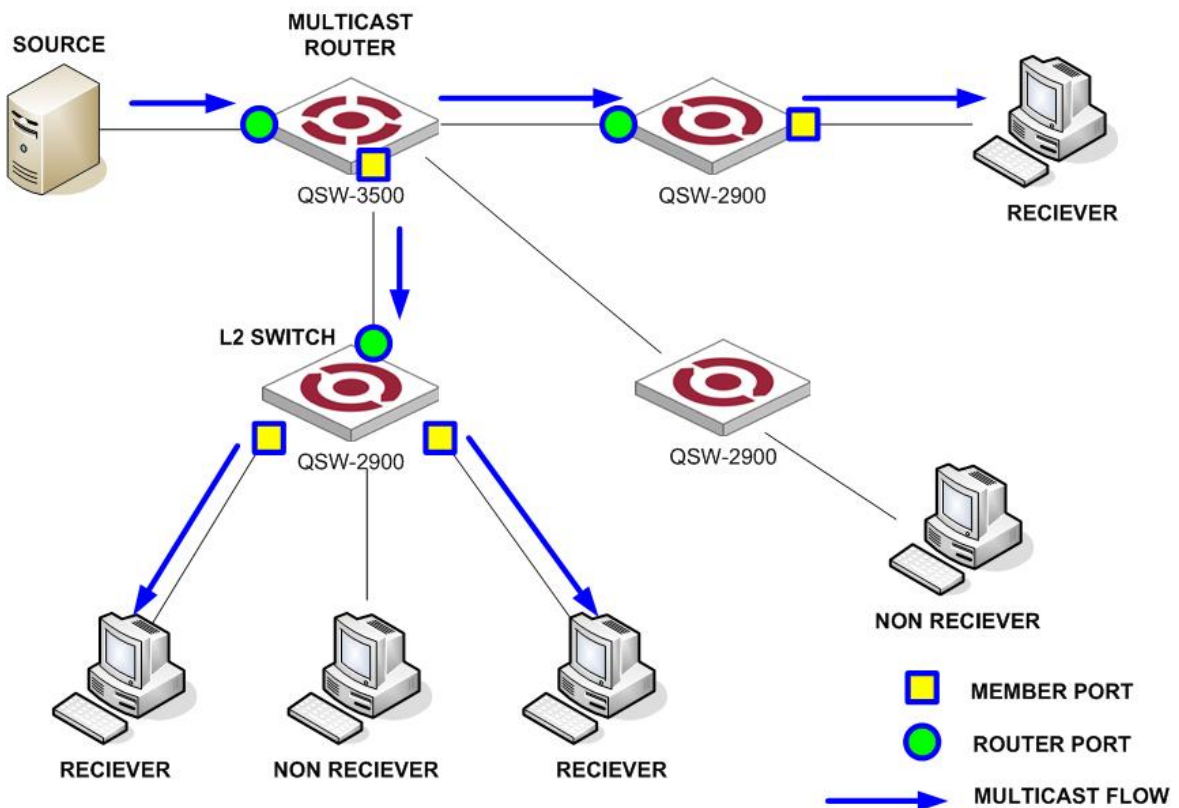 SOURCE
MULTICAST
ROUTER
QSW-3500
QSW-2900
RECIEVER
L2 SWITCH
QSW-2900
QSW-2900
NON RECIEVER
RECIEVER
NON RECIEVER
RECIEVER
MEMBER PORT
ROUTER PORT
MULTICAST FLOW